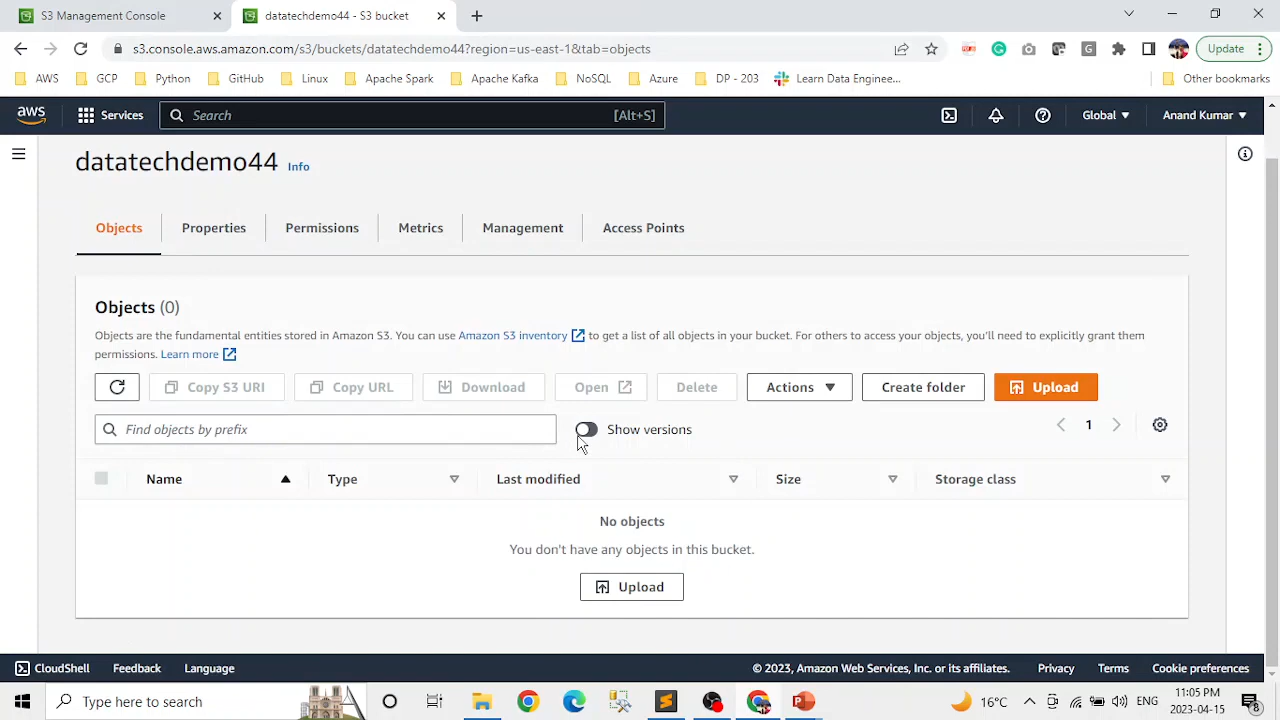 S3 Management Console
datatechdemo44 - S3 bucket
s3.console.aws.amazon.com/s3/buckets/datatechdemo44?region=us-east-1&tab=objects
Update
AWS
GCP
Python
GitHub
Linux
Apache Spark
Apache Kafka
NoSQL
Azure
DP - 203
Learn Data Enginee...
Other bookmarks
aws
Services
Search
[Alt+S]
Global
Anand Kumar
datatechdemo44
Info
Objects
Properties
Permissions
Metrics
Management
Access Points
Objects (0)
Objects are the fundamental entities stored in Amazon S3. You can use Amazon S3 inventory to get a list of all objects in your bucket. For others to access your objects, you'll need to explicitly grant them
permissions. Learn more
Copy S3 URI
Copy URL
Download
Open
Delete
Actions
Create folder
Upload
Find objects by prefix
Show versions
1
Name
Type
Last modified
Size
Storage class
No objects
You don't have any objects in this bucket.
Upload
CloudShell
Feedback
Language
© 2023, Amazon Web Services, Inc. or its affiliates.
Privacy
Terms
Cookie preferences
Type here to search
16°C
ENG
11:05 PM
2023-04-15
8